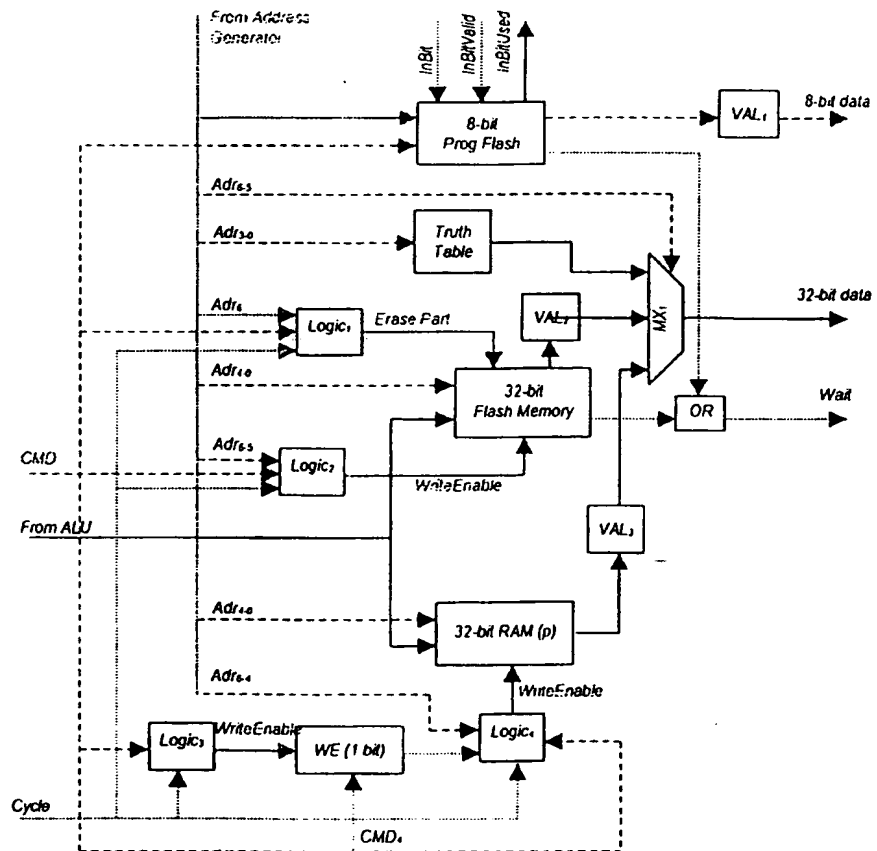 From Address
Generator
InBit
InBitValid
InBitUsed
8-bit
Prog Flash
VAL₁
8-bit data
Adr₆₋₅
Adr₃₋₀
Truth
Table
Adr₆
Logic₁
Erase Part
VAL₂
MX₁
32-bit data
Adr₄₋₀
32-bit
Flash Memory
OR
Wait
Adr₆₋₅
CMD
Logic₂
WriteEnable
From ALU
VAL₃
Adr₄₋₀
32-bit RAM (p)
Adr₆₋₄
WriteEnable
Logic₃
WriteEnable
WE (1 bit)
Logic₄
Cycle
CMD₄